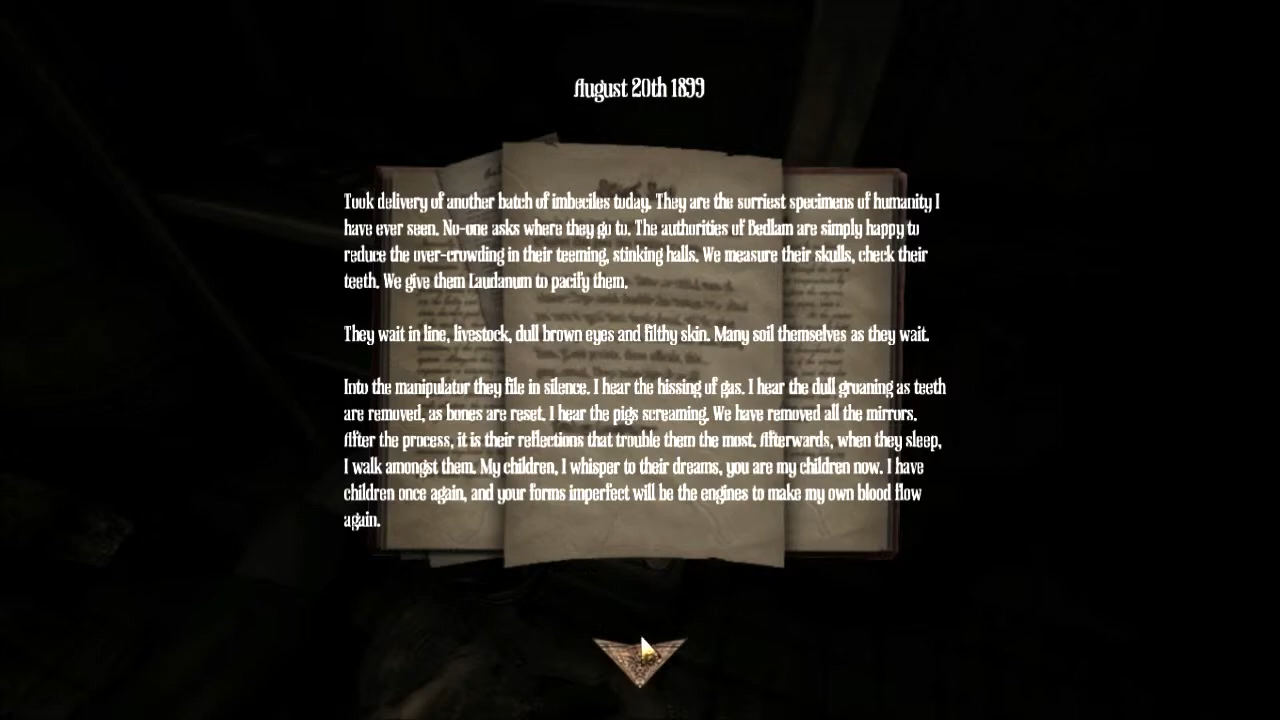 August 20th 1899
Took delivery of another batch of imbeciles today. They are the sorriest specimens of humanity I
have ever seen. No-one asks where they go to. The authorities of Bedlam are simply happy to
reduce the over-crowding in their teeming, stinking halls. We measure their skulls, check their
teeth. We give them Laudanum to pacify them.
They wait in line, livestock, dull brown eyes and filthy skin. Many soil themselves as they wait.
Into the manipulator they file in silence. I hear the hissing of gas. I hear the dull groaning as teeth
are removed, as bones are reset. I hear the pigs screaming. We have removed all the mirrors.
After the process, it is their reflections that trouble them the most. Afterwards, when they sleep,
I walk amongst them. My children, I whisper to their dreams, you are my children now. I have
children once again, and your forms imperfect will be the engines to make my own blood flow
again.